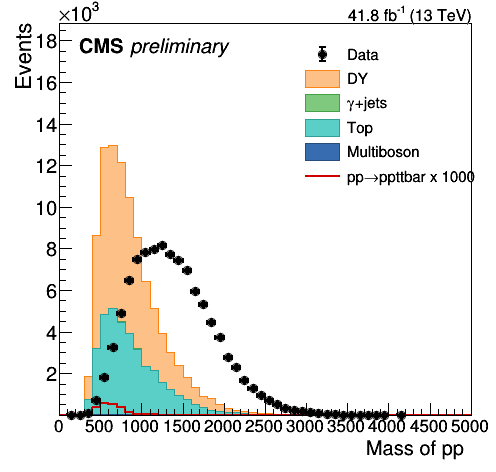 ×10³
41.8 fb⁻¹ (13 TeV)
CMS preliminary
Events
18
16
14
12
10
8
6
4
2
Data
DY
γ+jets
Top
Multiboson
pp→ppttbar x 1000
0 500 1000 1500 2000 2500 3000 3500 4000 4500 5000
Mass of pp